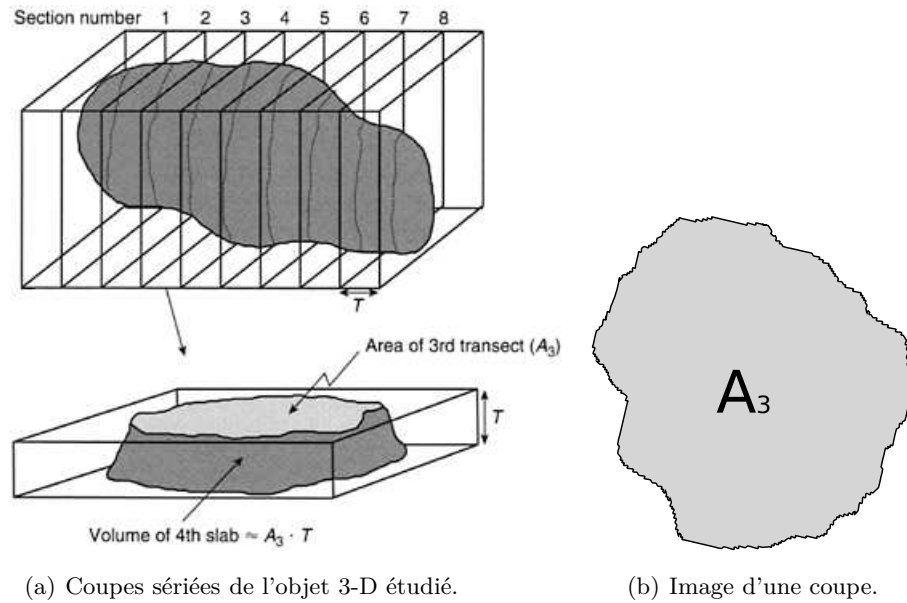 Section number 1 2 3 4 5 6 7 8
T
Area of 3rd transect (A₃)
T
Volume of 4th slab ≈ A₃ · T
A₃
(a) Coupes sériées de l'objet 3-D étudié.
(b) Image d'une coupe.